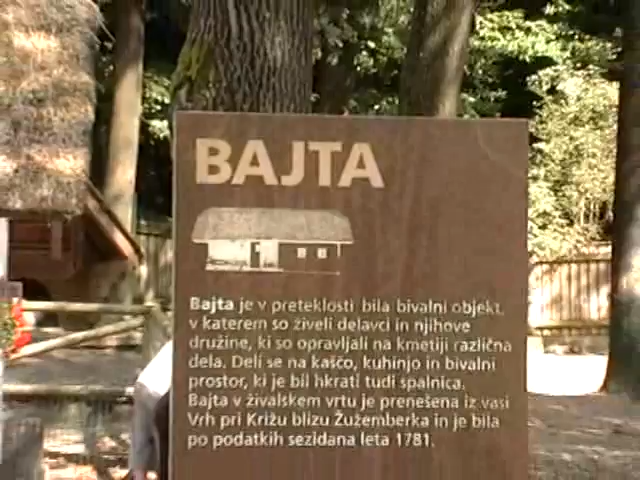 BAJTA
Bajta je v preteklosti bila bivalni objekt,
v katerem so živeli delavci in njihove
družine, ki so opravljali na kmetiji različna
dela. Deli se na kaščo, kuhinjo in bivalni
prostor, ki je bil hkrati tudi spalnica.
Bajta v živalskem vrtu je prenešena iz vasi
Vrh pri Križu blizu Žužemberka in je bila
po podatkih sezidana leta 1781.